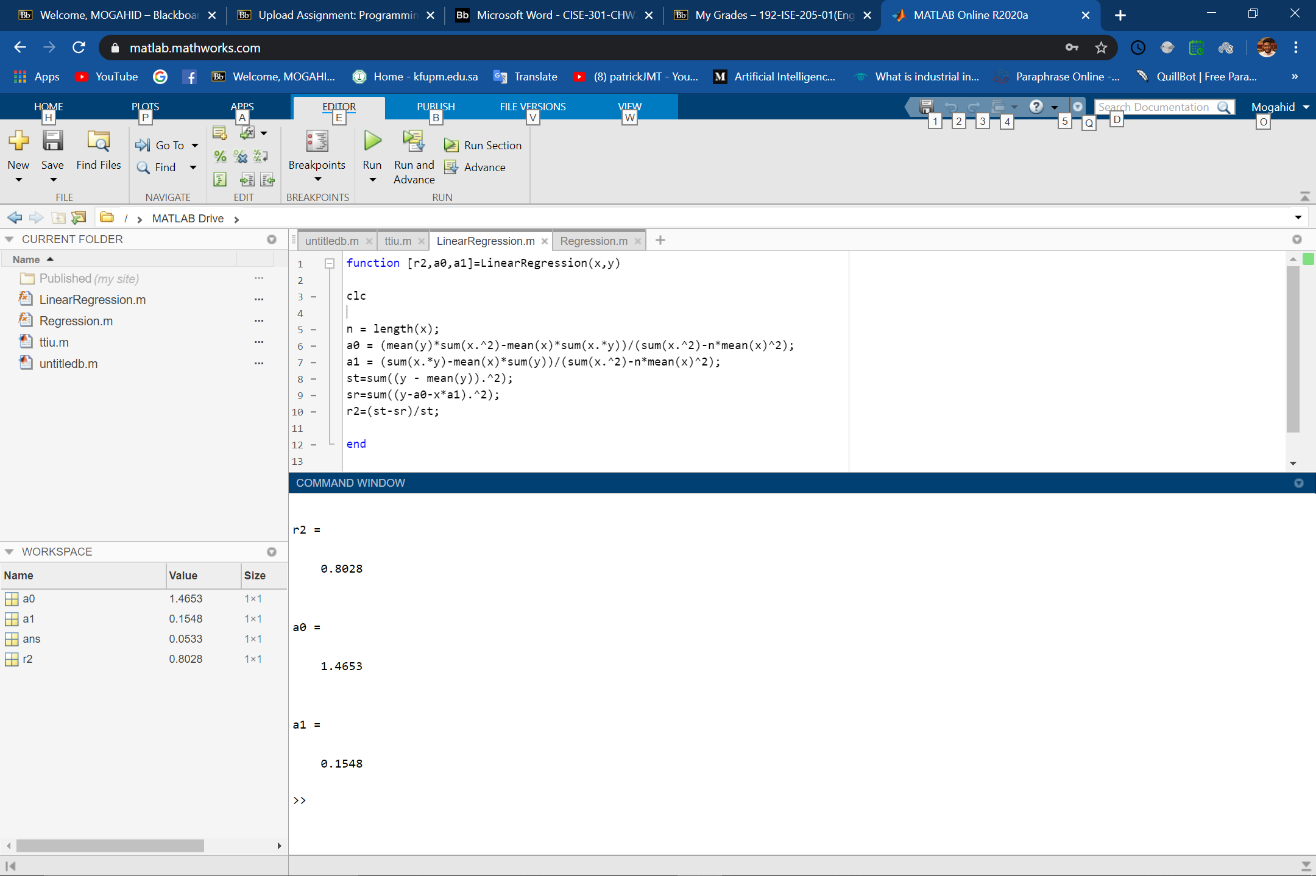 Welcome, MOGAHID – Blackboar
Upload Assignment: Programmin
Microsoft Word - CISE-301-CHW
My Grades – 192-ISE-205-01(Eng
MATLAB Online R2020a
matlab.mathworks.com
Apps
YouTube
Welcome, MOGAHI...
Home - kfupm.edu.sa
Translate
(8) patrickJMT - You...
Artificial Intelligenc...
What is industrial in...
Paraphrase Online -...
QuillBot | Free Para...
»
HOME PLOTS APPS EDITOR PUBLISH FILE VERSIONS VIEW
Search Documentation
Mogahid
H P A E B V W 1 2 3 4 5 Q D O
New
Save
Find Files
Go To
Find
Breakpoints
Run
Run and Advance
Run Section
Advance
FILE NAVIGATE EDIT BREAKPOINTS RUN
/ › MATLAB Drive ›
CURRENT FOLDER
Name
Published (my site)
LinearRegression.m
Regression.m
ttiu.m
untitledb.m
untitledb.m × ttiu.m × LinearRegression.m × Regression.m × +
1 function [r2,a0,a1]=LinearRegression(x,y)
2
3 – clc
4
5 – n = length(x);
6 – a0 = (mean(y)*sum(x.^2)-mean(x)*sum(x.*y))/(sum(x.^2)-n*mean(x)^2);
7 – a1 = (sum(x.*y)-mean(x)*sum(y))/(sum(x.^2)-n*mean(x)^2);
8 – st=sum((y - mean(y)).^2);
9 – sr=sum((y-a0-x*a1).^2);
10 – r2=(st-sr)/st;
11
12 – end
13
COMMAND WINDOW
r2 =
0.8028
a0 =
1.4653
a1 =
0.1548
>>
WORKSPACE
Name Value Size
a0 1.4653 1×1
a1 0.1548 1×1
ans 0.0533 1×1
r2 0.8028 1×1